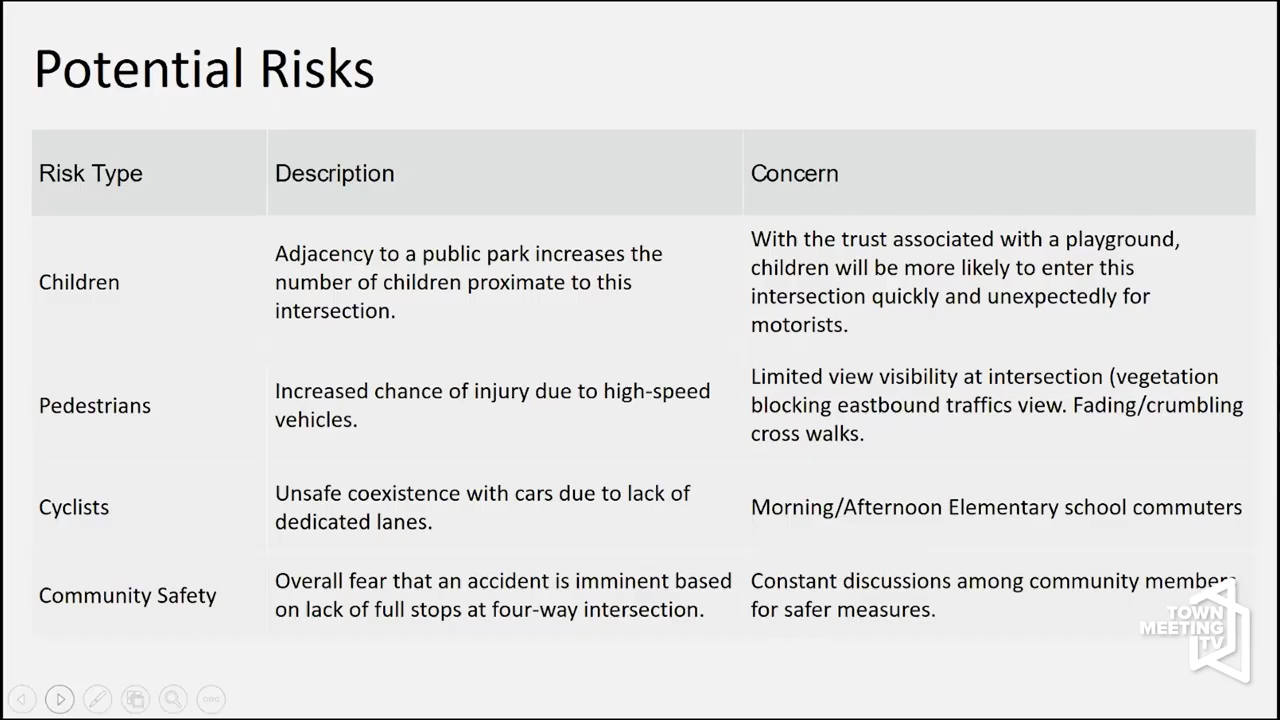 Potential Risks
Risk Type
Description
Concern
Children
Adjacency to a public park increases the
number of children proximate to this
intersection.
With the trust associated with a playground,
children will be more likely to enter this
intersection quickly and unexpectedly for
motorists.
Pedestrians
Increased chance of injury due to high-speed
vehicles.
Limited view visibility at intersection (vegetation
blocking eastbound traffics view. Fading/crumbling
cross walks.
Cyclists
Unsafe coexistence with cars due to lack of
dedicated lanes.
Morning/Afternoon Elementary school commuters
Community Safety
Overall fear that an accident is imminent based
on lack of full stops at four-way intersection.
Constant discussions among community members
for safer measures.
TOWN
MEETING
TV